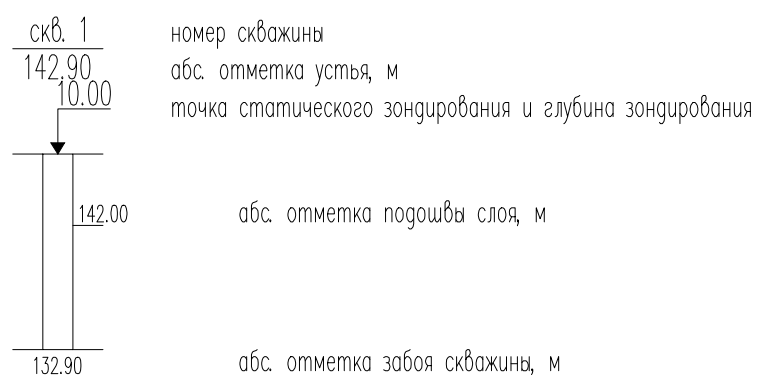 скв. 1 номер скважины
142.90 абс. отметка устья, м
10.00 точка статического зондирования и глубина зондирования
142.00 абс. отметка подошвы слоя, м
132.90 абс. отметка забоя скважины, м